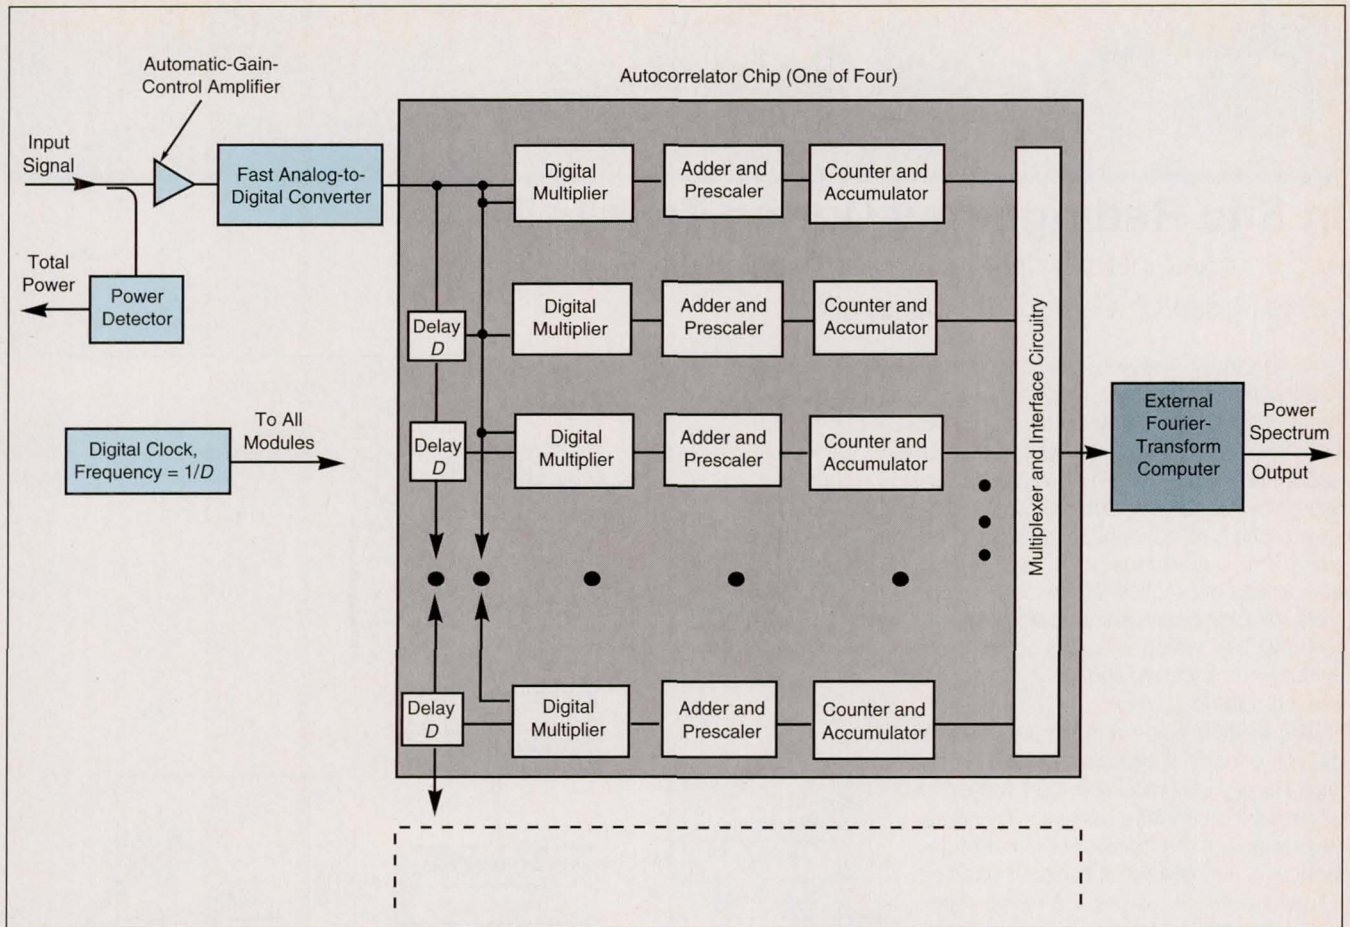 Automatic-Gain-
Control Amplifier
Autocorrelator Chip (One of Four)
Input
Signal
Fast Analog-to-
Digital Converter
Digital
Multiplier
Adder and
Prescaler
Counter and
Accumulator
Total
Power
Power
Detector
Delay
D
Digital
Multiplier
Adder and
Prescaler
Counter and
Accumulator
Multiplexer and Interface Circuitry
Digital Clock,
Frequency = 1/D
To All
Modules
Delay
D
Digital
Multiplier
Adder and
Prescaler
Counter and
Accumulator
External
Fourier-
Transform
Computer
Power
Spectrum
Output
Delay
D
Digital
Multiplier
Adder and
Prescaler
Counter and
Accumulator